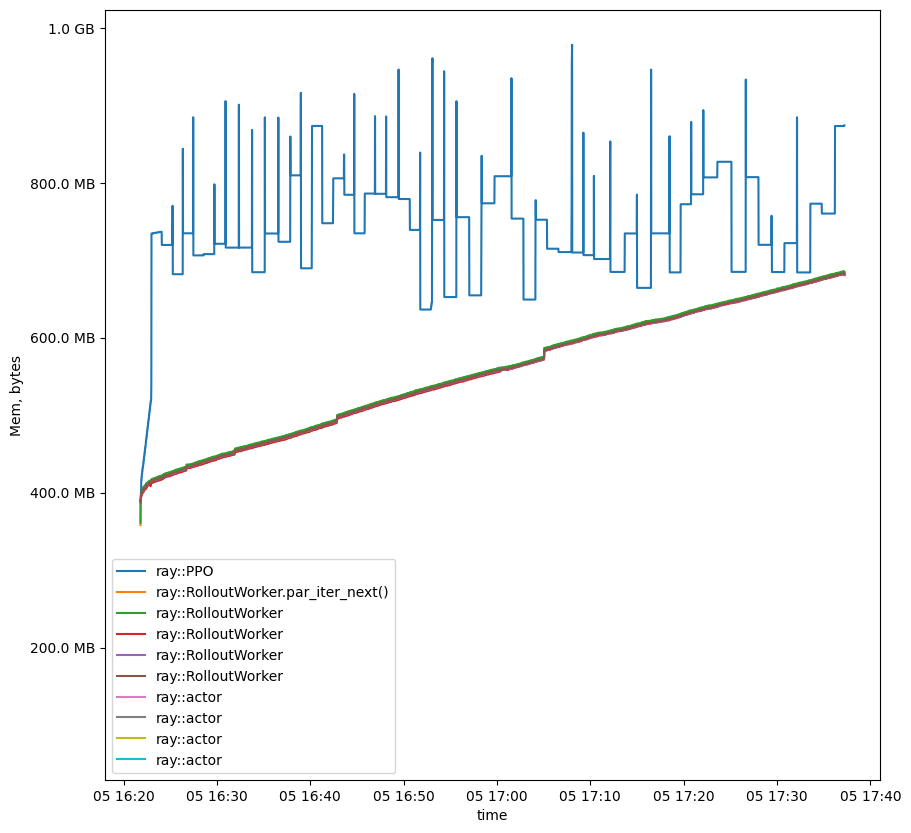 1.0 GB
800.0 MB
600.0 MB
400.0 MB
200.0 MB
Mem, bytes
ray::PPO
ray::RolloutWorker.par_iter_next()
ray::RolloutWorker
ray::RolloutWorker
ray::RolloutWorker
ray::RolloutWorker
ray::actor
ray::actor
ray::actor
ray::actor
05 16:20 05 16:30 05 16:40 05 16:50 05 17:00 05 17:10 05 17:20 05 17:30 05 17:40
time